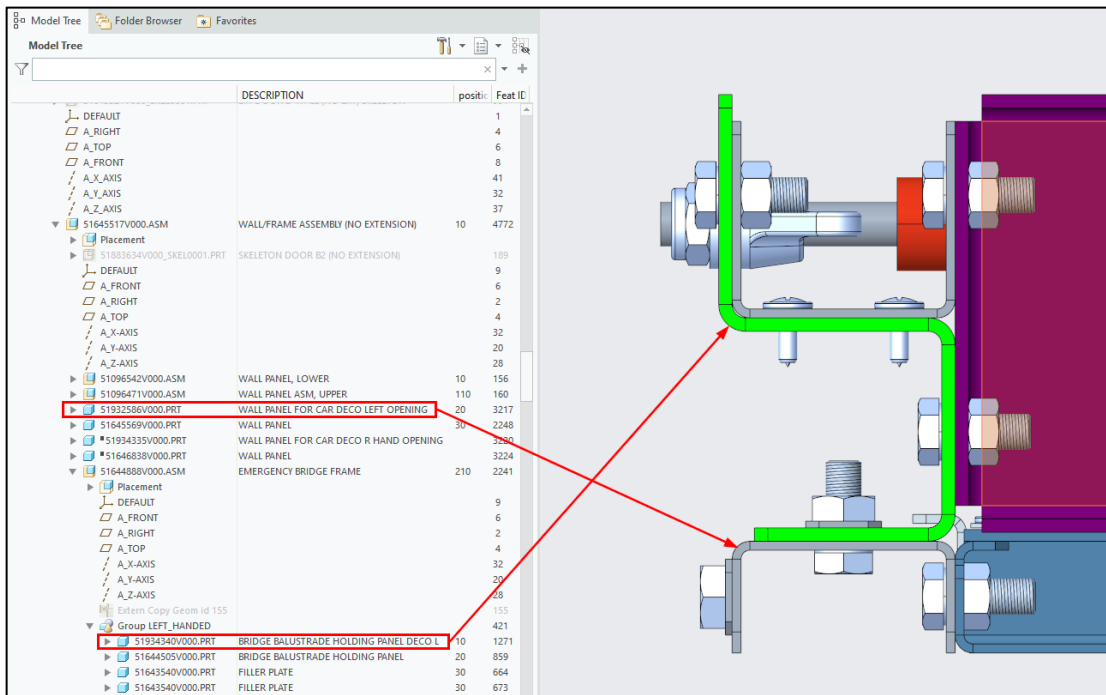 Model Tree Folder Browser Favorites
Model Tree
DESCRIPTION positic Feat ID
DEFAULT 1
A_RIGHT 4
A_TOP 6
A_FRONT 8
A_X_AXIS 41
A_Y_AXIS 32
A_Z_AXIS 37
51645517V000.ASM WALL/FRAME ASSEMBLY (NO EXTENSION) 10 4772
Placement
51883634V000_SKEL0001.PRT SKELETON DOOR B2 (NO EXTENSION) 189
DEFAULT 9
A_FRONT 6
A_RIGHT 2
A_TOP 4
A_X-AXIS 32
A_Y-AXIS 20
A_Z-AXIS 28
51096542V000.ASM WALL PANEL, LOWER 10 156
51096471V000.ASM WALL PANEL ASM, UPPER 110 160
51932586V000.PRT WALL PANEL FOR CAR DECO LEFT OPENING 20 3217
51645569V000.PRT WALL PANEL 30 2248
51934335V000.PRT WALL PANEL FOR CAR DECO R HAND OPENING 3220
51646838V000.PRT WALL PANEL 3224
51644888V000.ASM EMERGENCY BRIDGE FRAME 210 2241
Placement
DEFAULT 9
A_FRONT 6
A_RIGHT 2
A_TOP 4
A_X-AXIS 32
A_Y-AXIS 20
A_Z-AXIS 28
Extern Copy Geom id 155 155
Group LEFT_HANDED 421
51934340V000.PRT BRIDGE BALUSTRADE HOLDING PANEL DECO L 10 1271
51644505V000.PRT BRIDGE BALUSTRADE HOLDING PANEL 20 859
51643540V000.PRT FILLER PLATE 30 664
51643540V000.PRT FILLER PLATE 30 673